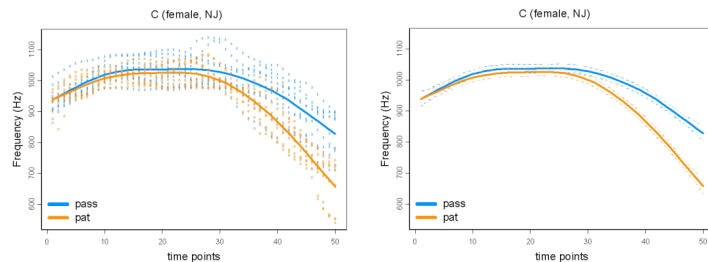 C (female, NJ)
Frequency (Hz)
1100
1000
900
800
700
600
pass
pat
0 10 20 30 40 50
time points
C (female, NJ)
Frequency (Hz)
1100
1000
900
800
700
600
pass
pat
0 10 20 30 40 50
time points